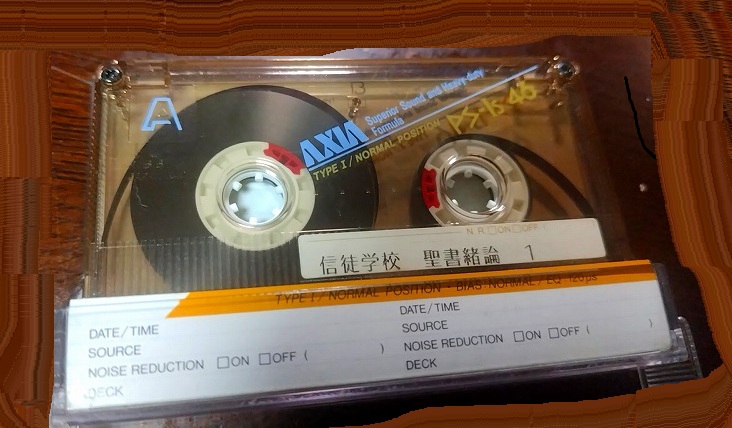 A
AXIA
Superior Sound and Heavy-duty
Formula
TYPE I / NORMAL POSITION
PS-Is 46
N.R. □ON □OFF
信徒学校 聖書緒論 1
TYPE I / NORMAL POSITION · BIAS NORMAL / EQ 120µs
DATE/TIME
SOURCE
NOISE REDUCTION □ON □OFF ( )
DECK
DATE/TIME
SOURCE
NOISE REDUCTION □ON □OFF ( )
DECK